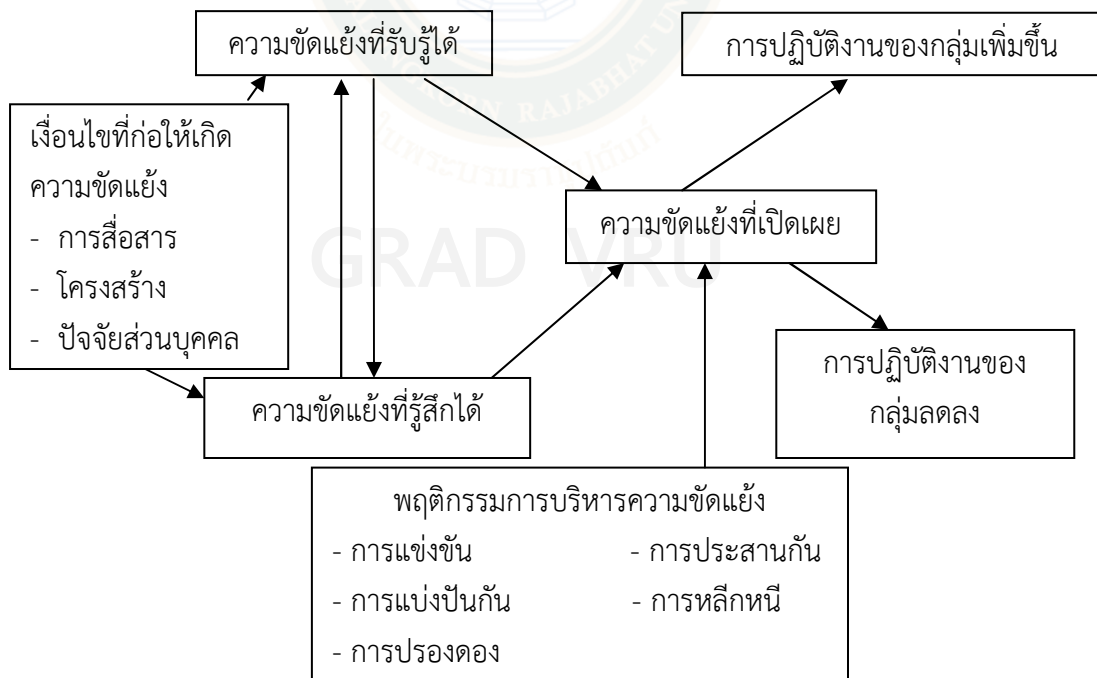 ความขัดแย้งที่รับรู้ได้
การปฏิบัติงานของกลุ่มเพิ่มขึ้น
RAJABHAT
เงื่อนไขที่ก่อให้เกิด
ความขัดแย้ง
- การสื่อสาร
- โครงสร้าง
- ปัจจัยส่วนบุคคล
ความขัดแย้งที่เปิดเผย
GRAD VRU
การปฏิบัติงานของ
กลุ่มลดลง
ความขัดแย้งที่รู้สึกได้
พฤติกรรมการบริหารความขัดแย้ง
- การแข่งขัน
- การประสานกัน
- การแบ่งปันกัน
- การหลีกหนี
- การปรองดอง